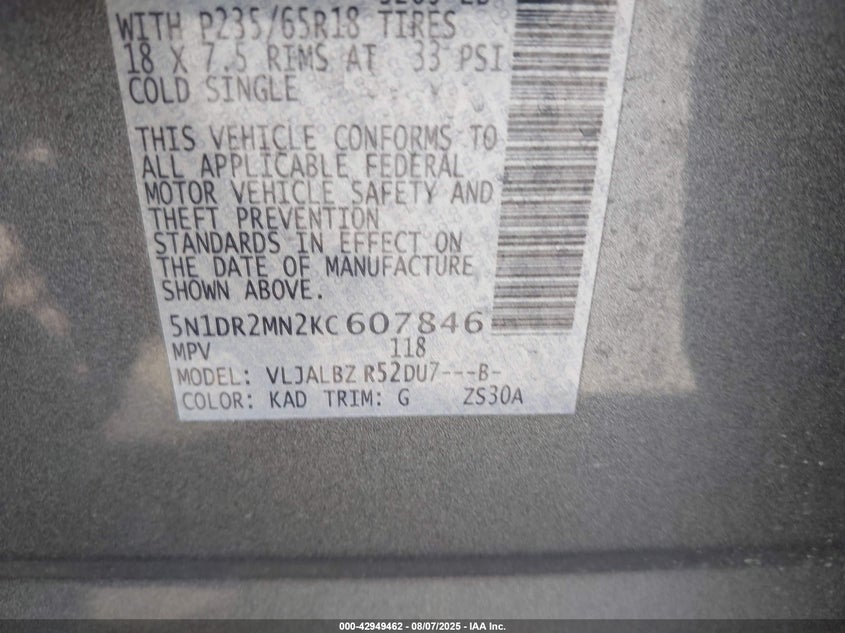 WITH P235/65R18 TIRES
18 X 7.5 RIMS AT 33 PSI
COLD SINGLE
THIS VEHICLE CONFORMS TO
ALL APPLICABLE FEDERAL
MOTOR VEHICLE SAFETY AND
THEFT PREVENTION
STANDARDS IN EFFECT ON
THE DATE OF MANUFACTURE
SHOWN ABOVE.
5N1DR2MN2KC607846
MPV 118
MODEL: VLJALBZ R52DU7---B-
COLOR: KAD TRIM: G ZS30A
000-42949462 - 08/07/2025 - IAA Inc.